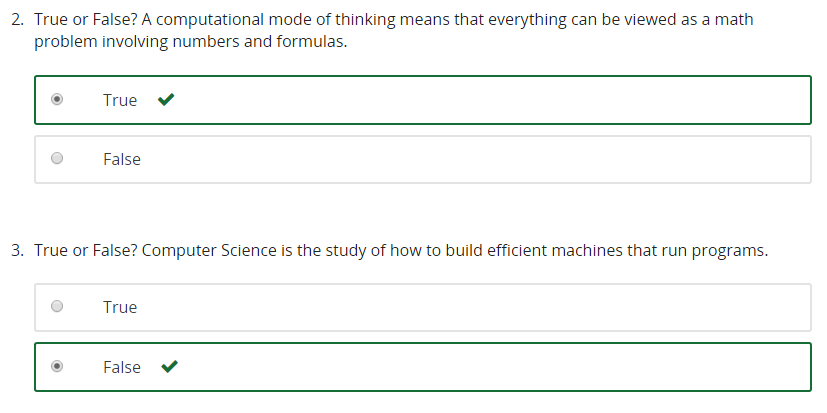 2. True or False? A computational mode of thinking means that everything can be viewed as a math
problem involving numbers and formulas.
True
False
3. True or False? Computer Science is the study of how to build efficient machines that run programs.
True
False